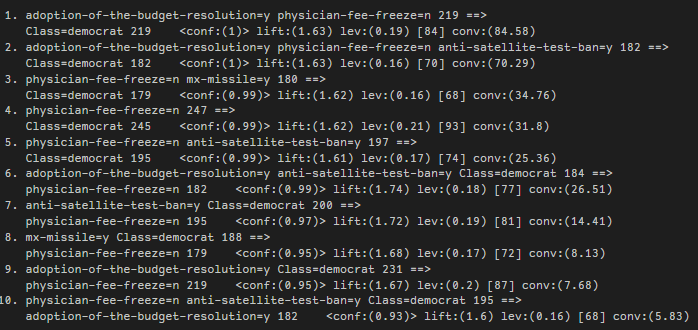 1. adoption-of-the-budget-resolution=y physician-fee-freeze=n 219 ==>
Class=democrat 219 <conf:(1)> lift:(1.63) lev:(0.19) [84] conv:(84.58)
2. adoption-of-the-budget-resolution=y physician-fee-freeze=n anti-satellite-test-ban=y 182 ==>
Class=democrat 182 <conf:(1)> lift:(1.63) lev:(0.16) [70] conv:(70.29)
3. physician-fee-freeze=n mx-missile=y 180 ==>
Class=democrat 179 <conf:(0.99)> lift:(1.62) lev:(0.16) [68] conv:(34.76)
4. physician-fee-freeze=n 247 ==>
Class=democrat 245 <conf:(0.99)> lift:(1.62) lev:(0.21) [93] conv:(31.8)
5. physician-fee-freeze=n anti-satellite-test-ban=y 197 ==>
Class=democrat 195 <conf:(0.99)> lift:(1.61) lev:(0.17) [74] conv:(25.36)
6. adoption-of-the-budget-resolution=y anti-satellite-test-ban=y Class=democrat 184 ==>
physician-fee-freeze=n 182 <conf:(0.99)> lift:(1.74) lev:(0.18) [77] conv:(26.51)
7. anti-satellite-test-ban=y Class=democrat 200 ==>
physician-fee-freeze=n 195 <conf:(0.97)> lift:(1.72) lev:(0.19) [81] conv:(14.41)
8. mx-missile=y Class=democrat 188 ==>
physician-fee-freeze=n 179 <conf:(0.95)> lift:(1.68) lev:(0.17) [72] conv:(8.13)
9. adoption-of-the-budget-resolution=y Class=democrat 231 ==>
physician-fee-freeze=n 219 <conf:(0.95)> lift:(1.67) lev:(0.2) [87] conv:(7.68)
10. physician-fee-freeze=n anti-satellite-test-ban=y Class=democrat 195 ==>
adoption-of-the-budget-resolution=y 182 <conf:(0.93)> lift:(1.6) lev:(0.16) [68] conv:(5.83)